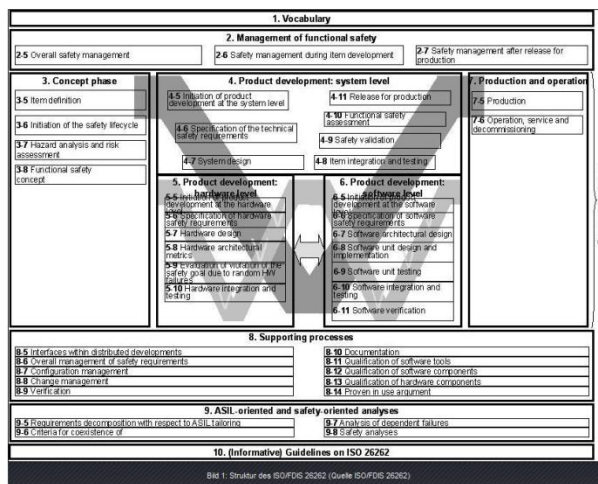 1. Vocabulary
2. Management of functional safety
2-5 Overall safety management
2-6 Safety management during item development
2-7 Safety management after release for
production
3. Concept phase
3-5 Item definition
3-6 Initiation of the safety lifecycle
3-7 Hazard analysis and risk
assessment
3-8 Functional safety
concept
4. Product development: system level
4-5 Initiation of product
development at the system level
4-6 Specification of the technical
safety requirements
4-7 System design
4-11 Release for production
4-10 Functional safety
assessment
4-9 Safety validation
4-8 Item integration and testing
7. Production and operation
7-5 Production
7-6 Operation, service and
decommissioning
5. Product development:
hardware level
5-5 Initiation of product
development at the hardware
5-6 Specification of hardware
safety requirements
5-7 Hardware design
5-8 Hardware architectural
metrics
5-9 Evaluation of violation of the
safety goal due to random HW
failures
5-10 Hardware integration and
testing
6. Product development:
software level
6-5 Initiation of product
development at the software
6-6 Specification of software
safety requirements
6-7 Software architectural design
6-8 Software unit design and
implementation
6-9 Software unit testing
6-10 Software integration and
testing
6-11 Software verification
8. Supporting processes
8-5 Interfaces within distributed developments
8-6 Overall management of safety requirements
8-7 Configuration management
8-8 Change management
8-9 Verification
8-10 Documentation
8-11 Qualification of software tools
8-12 Qualification of software components
8-13 Qualification of hardware components
8-14 Proven in use argument
9. ASIL-oriented and safety-oriented analyses
9-5 Requirements decomposition with respect to ASIL tailoring
9-6 Criteria for coexistence of
9-7 Analysis of dependent failures
9-8 Safety analyses
10. (Informative) Guidelines on ISO 26262
Bild 1: Struktur des ISO/FDIS 26262 (Quelle ISO/FDIS 26262)